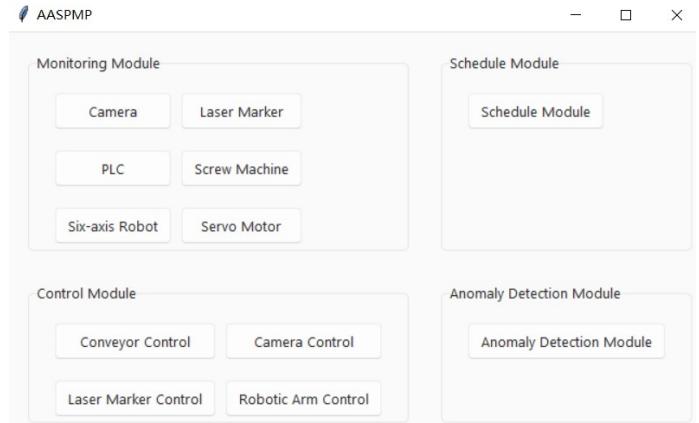 AASPMP
Monitoring Module
Camera
Laser Marker
PLC
Screw Machine
Six-axis Robot
Servo Motor
Schedule Module
Schedule Module
Control Module
Conveyor Control
Camera Control
Laser Marker Control
Robotic Arm Control
Anomaly Detection Module
Anomaly Detection Module